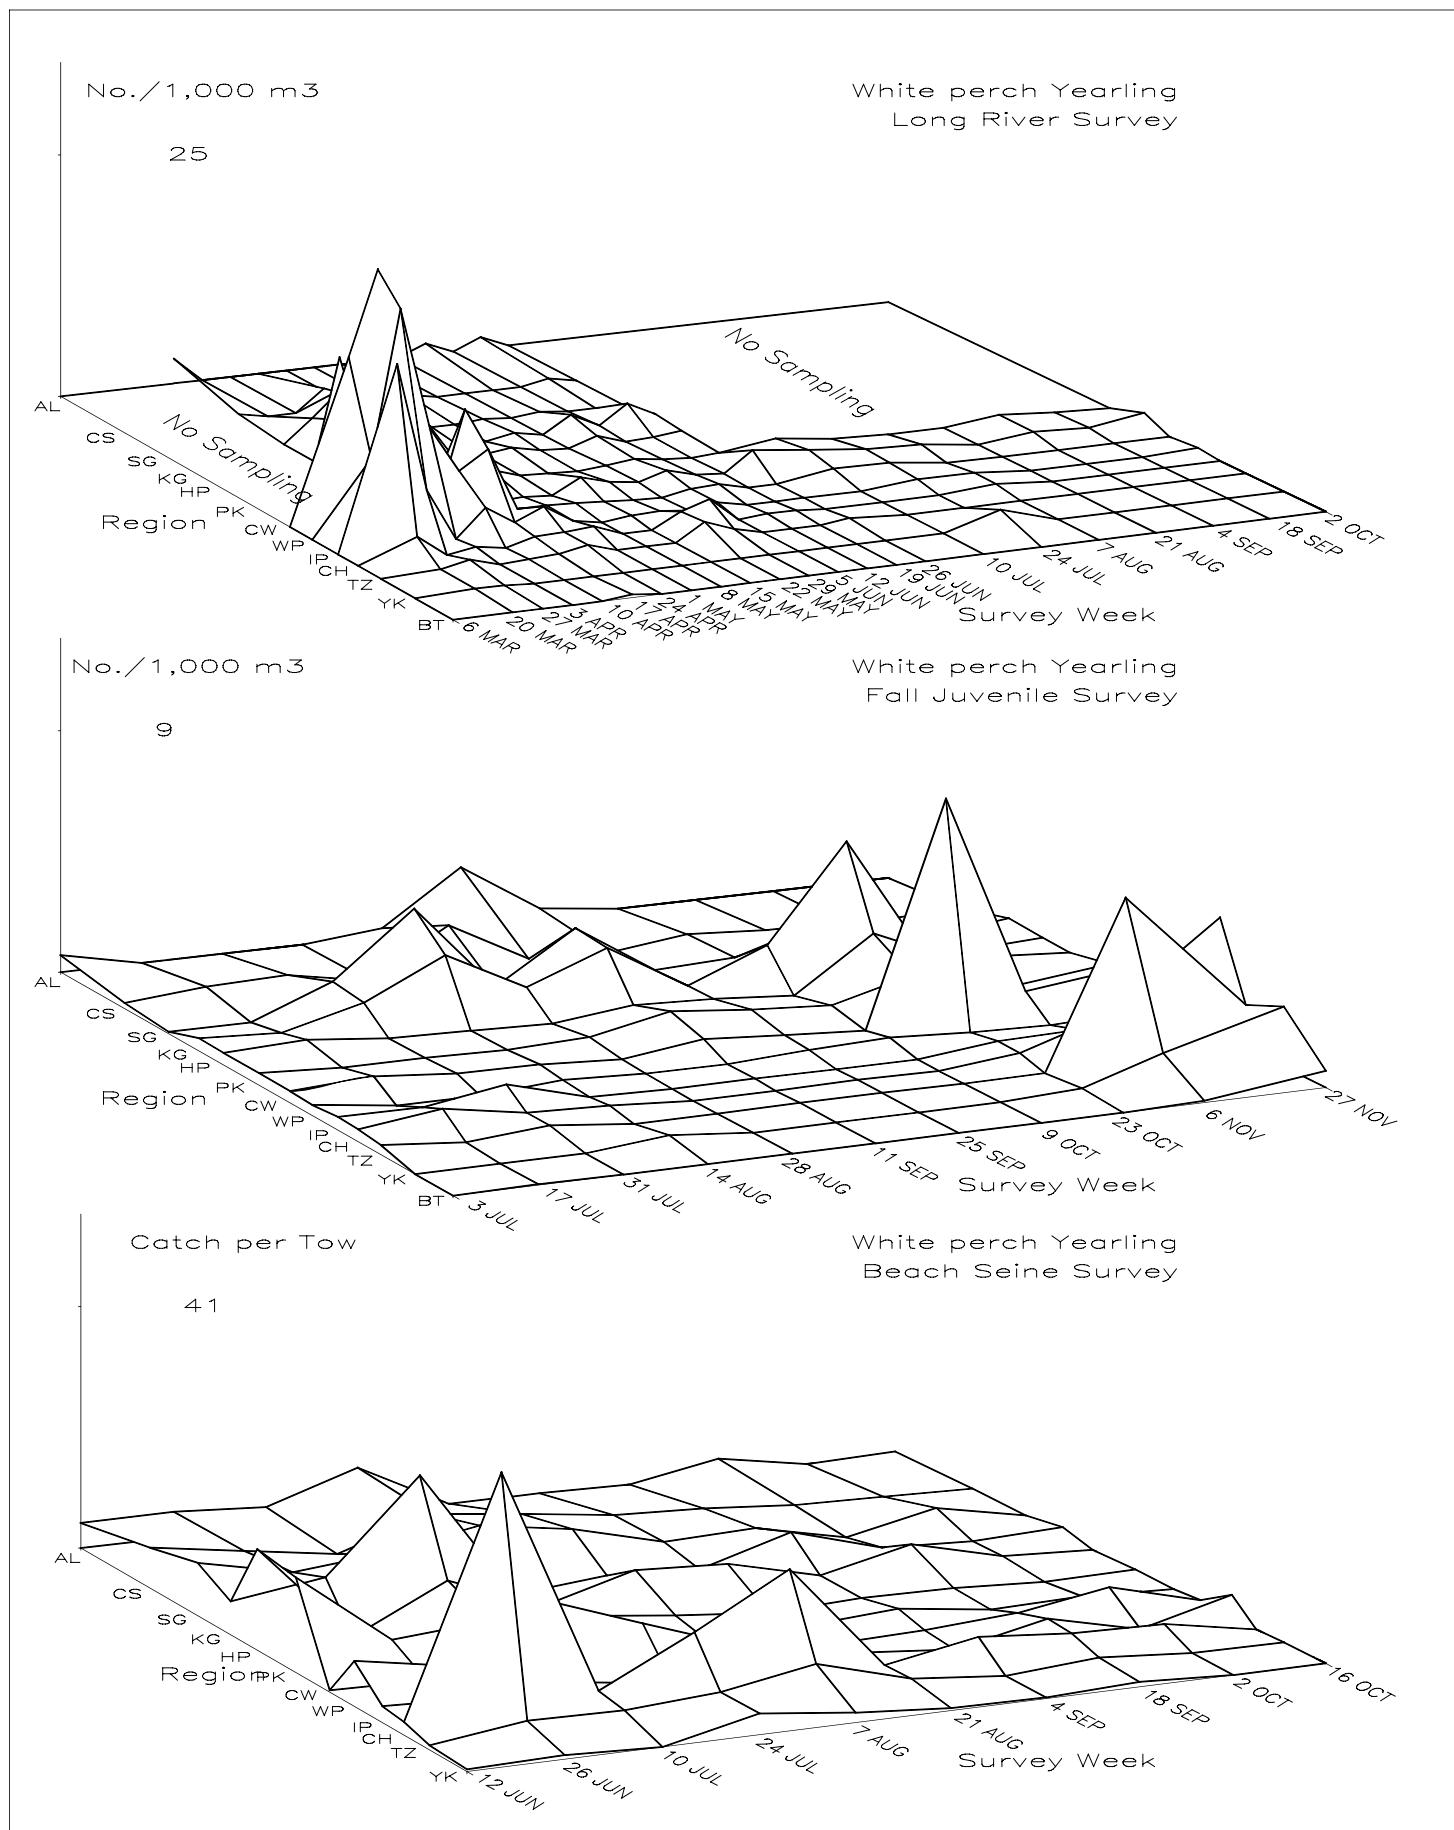 No./1,000 m3
White perch Yearling
Long River Survey
25
No Sampling
No Sampling
AL
CS
SG
KG
HP
PK
CW
WP
IP
CH
TZ
YK
BT
Region
6 MAR
20 MAR
27 MAR
3 APR
10 APR
17 APR
24 APR
1 MAY
8 MAY
15 MAY
22 MAY
29 MAY
5 JUN
12 JUN
19 JUN
26 JUN
10 JUL
24 JUL
7 AUG
21 AUG
4 SEP
18 SEP
2 OCT
Survey Week
No./1,000 m3
White perch Yearling
Fall Juvenile Survey
9
AL
CS
SG
KG
HP
PK
CW
WP
IP
CH
TZ
YK
BT
Region
3 JUL
17 JUL
31 JUL
14 AUG
28 AUG
11 SEP
25 SEP
9 OCT
23 OCT
6 NOV
27 NOV
Survey Week
Catch per Tow
White perch Yearling
Beach Seine Survey
41
AL
CS
SG
KG
HP
PK
CW
WP
IP
CH
TZ
YK
Region
12 JUN
26 JUN
10 JUL
24 JUL
7 AUG
21 AUG
4 SEP
18 SEP
2 OCT
16 OCT
Survey Week